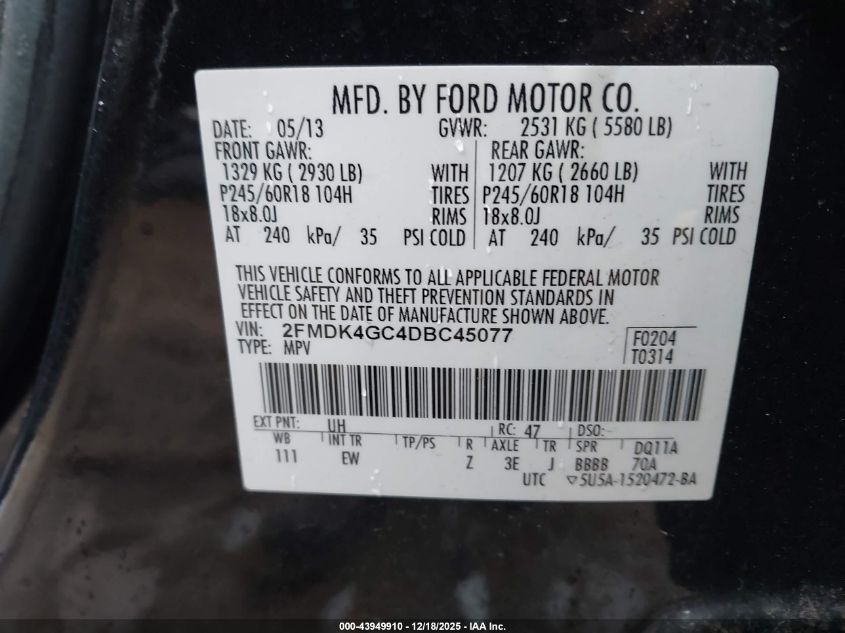 MFD. BY FORD MOTOR CO.
DATE: 05/13 GVWR: 2531 KG ( 5580 LB)
FRONT GAWR: REAR GAWR:
1329 KG ( 2930 LB) WITH 1207 KG ( 2660 LB) WITH
P245/60R18 104H TIRES P245/60R18 104H TIRES
18x8.0J RIMS 18x8.0J RIMS
AT 240 kPa/ 35 PSI COLD AT 240 kPa/ 35 PSI COLD
THIS VEHICLE CONFORMS TO ALL APPLICABLE FEDERAL MOTOR
VEHICLE SAFETY AND THEFT PREVENTION STANDARDS IN
EFFECT ON THE DATE OF MANUFACTURE SHOWN ABOVE.
VIN: 2FMDK4GC4DBC45077 F0204
TYPE: MPV T0314
EXT PNT: UH RC: 47 DSO:
WB INT TR TP/PS R AXLE TR SPR DQ11A
111 EW Z 3E J BBBB 70A
UTC ▽5U5A-1520472-BA
000-43949910 - 12/18/2025 - IAA Inc.